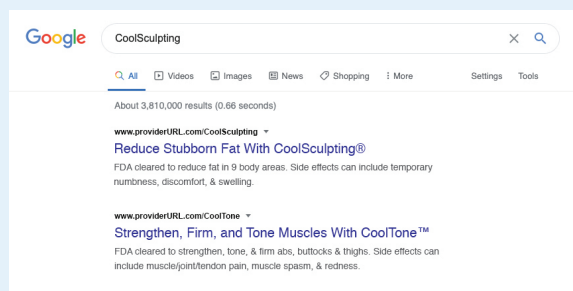 Google
CoolSculpting
All Videos Images News Shopping More Settings Tools
About 3,810,000 results (0.66 seconds)
www.providerURL.com/CoolSculpting
Reduce Stubborn Fat With CoolSculpting®
FDA cleared to reduce fat in 9 body areas. Side effects can include temporary
numbness, discomfort, & swelling.
www.providerURL.com/CoolTone
Strengthen, Firm, and Tone Muscles With CoolTone™
FDA cleared to strengthen, tone, & firm abs, buttocks & thighs. Side effects can
include muscle/joint/tendon pain, muscle spasm, & redness.